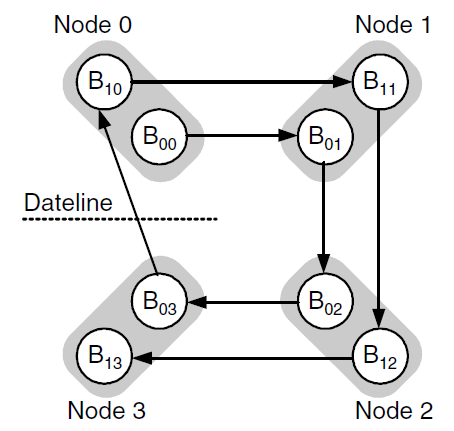 Node 0
Node 1
B10
B11
B00
B01
Dateline
B03
B02
B13
B12
Node 3
Node 2